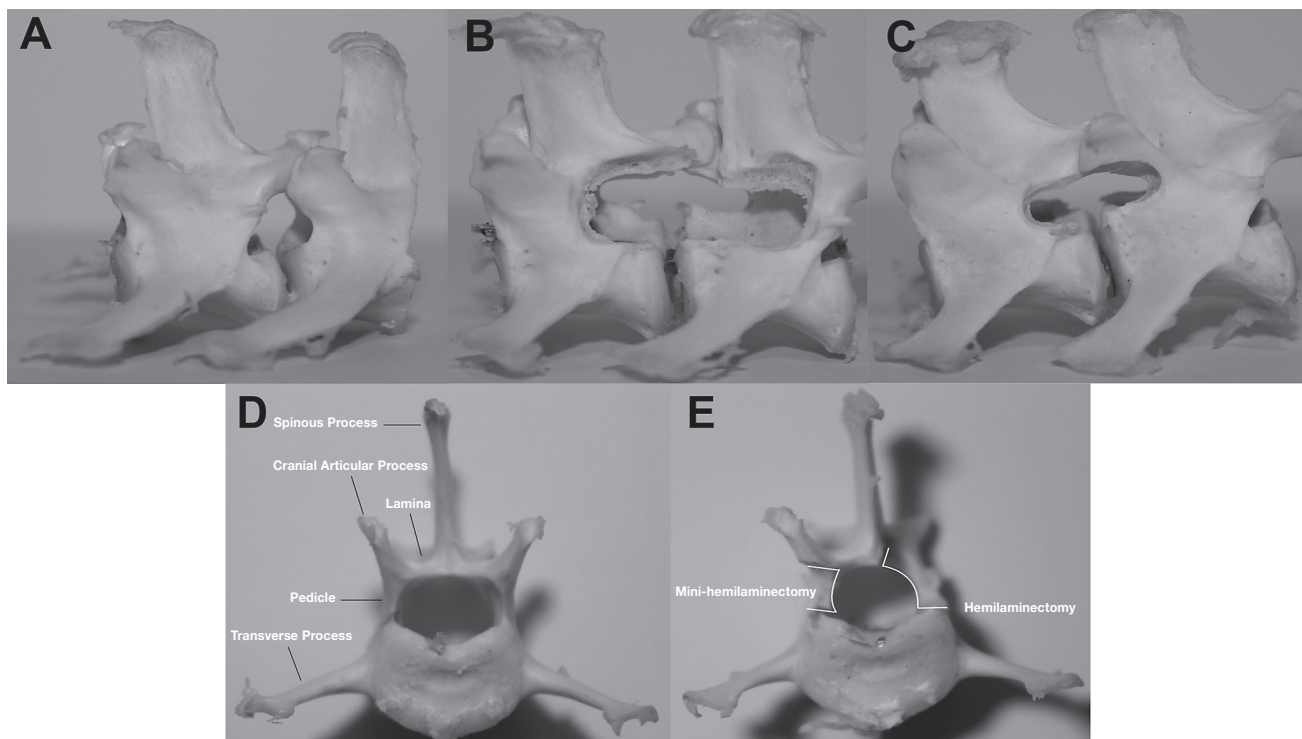 A
B
C
D
Spinous Process
Cranial Articular Process
Lamina
Pedicle
Transverse Process
E
Mini-hemilaminectomy
Hemilaminectomy